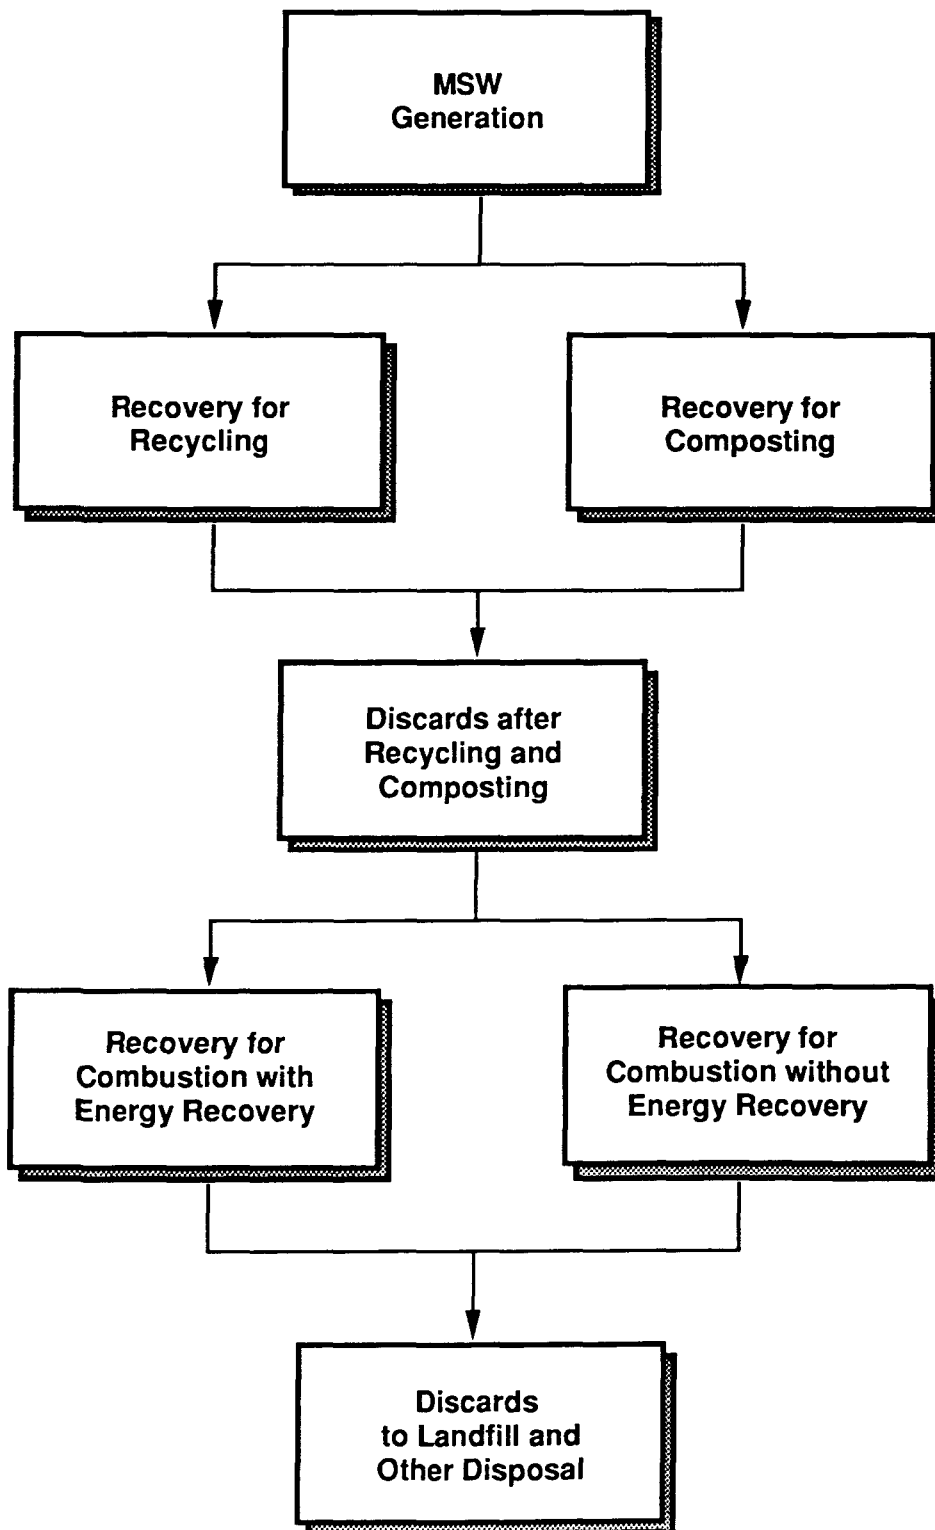 MSW
Generation
Recovery for
Recycling
Recovery for
Composting
Discards after
Recycling and
Composting
Recovery for
Combustion with
Energy Recovery
Recovery for
Combustion without
Energy Recovery
Discards
to Landfill and
Other Disposal